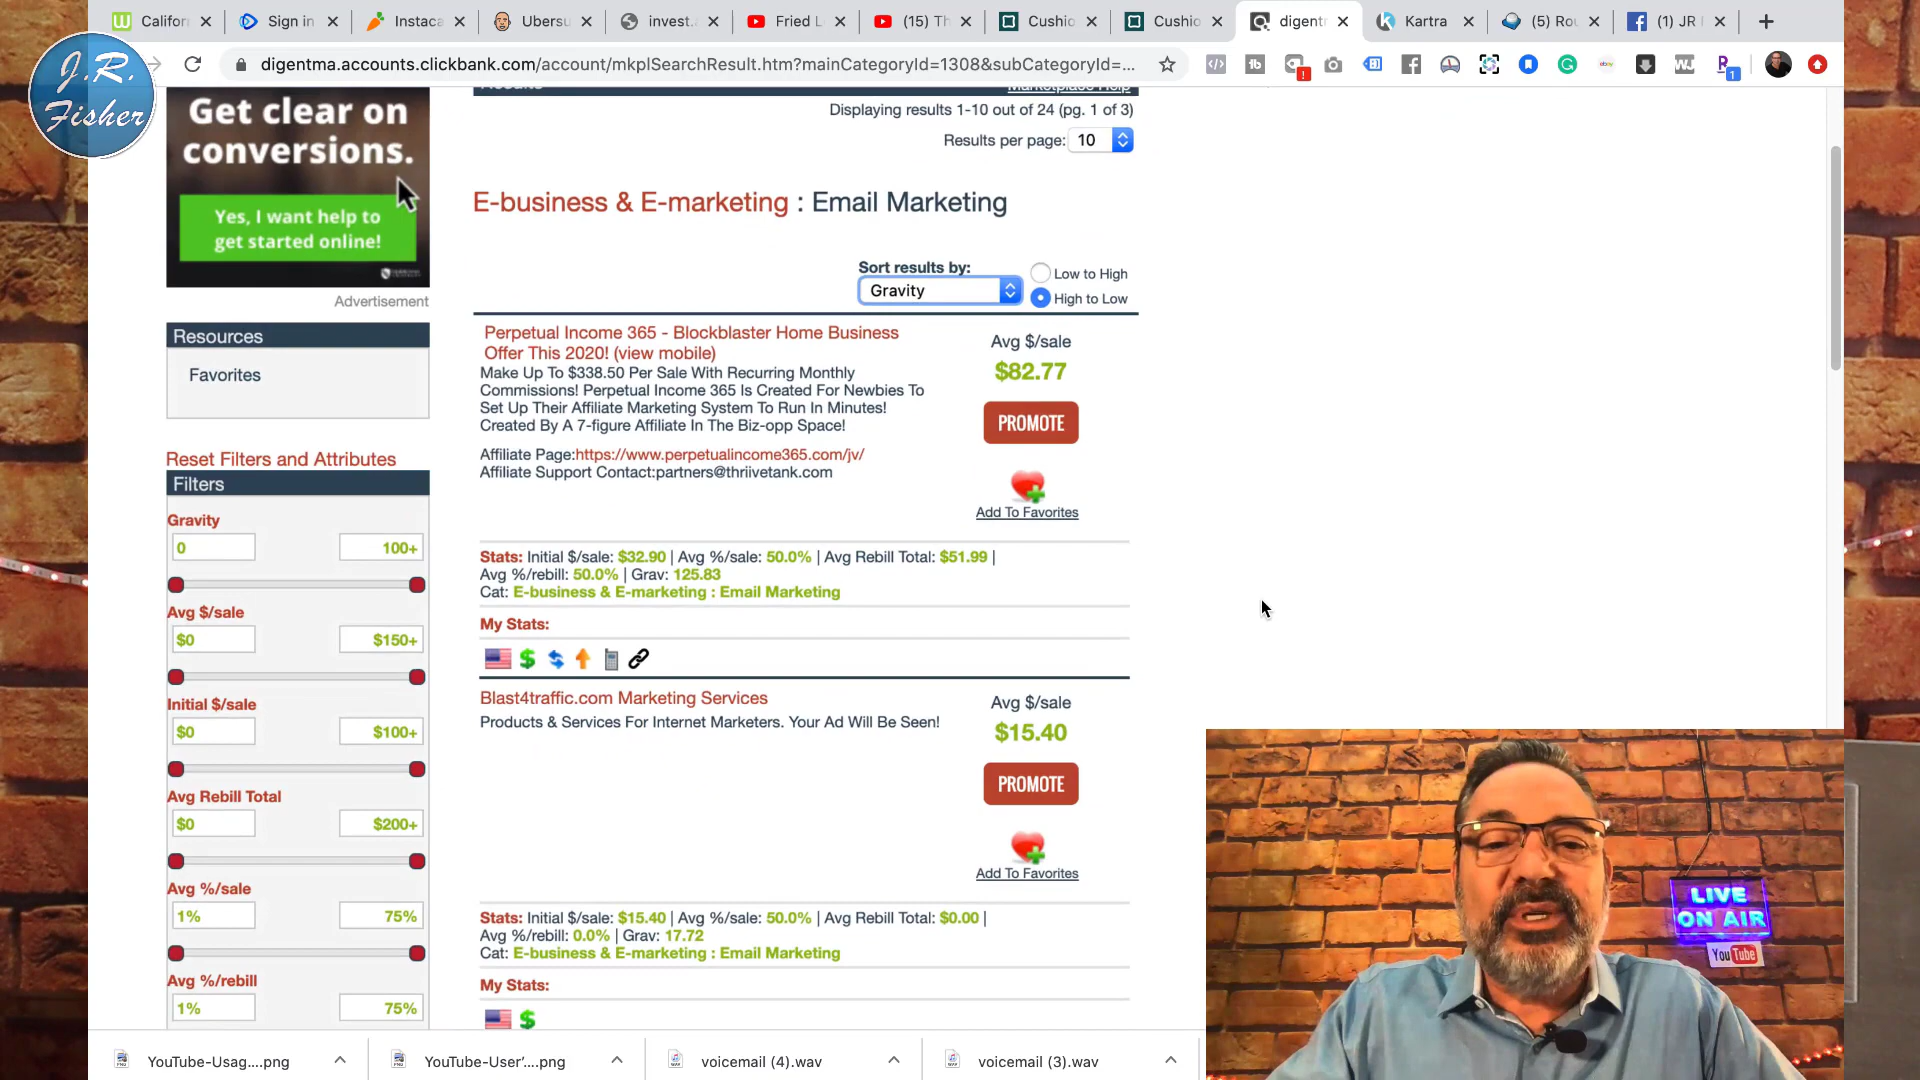 Califor
Sign in
Instac
Ubersu
invest.
Fried L
(15) Th
Cushio
Cushio
digent
Kartra
(5) Ro
(1) JR
J.R.
Fisher
digentma.accounts.clickbank.com/account/mkplSearchResult.htm?mainCategoryId=1308&subCategoryId=...
Results
Marketplace Help
Displaying results 1-10 out of 24 (pg. 1 of 3)
Results per page: 10
Get clear on
conversions.
Yes, I want help to
get started online!
Advertisement
Resources
Favorites
Reset Filters and Attributes
Filters
Gravity
0 100+
Avg $/sale
$0 $150+
Initial $/sale
$0 $100+
Avg Rebill Total
$0 $200+
Avg %/sale
1% 75%
Avg %/rebill
1% 75%
E-business & E-marketing : Email Marketing
Sort results by:
Gravity
Low to High
High to Low
Perpetual Income 365 - Blockblaster Home Business
Offer This 2020! (view mobile)
Make Up To $338.50 Per Sale With Recurring Monthly
Commissions! Perpetual Income 365 Is Created For Newbies To
Set Up Their Affiliate Marketing System To Run In Minutes!
Created By A 7-figure Affiliate In The Biz-opp Space!
Affiliate Page:https://www.perpetualincome365.com/jv/
Affiliate Support Contact:partners@thriivetank.com
Avg $/sale
$82.77
PROMOTE
Add To Favorites
Stats: Initial $/sale: $32.90 | Avg %/sale: 50.0% | Avg Rebill Total: $51.99 |
Avg %/rebill: 50.0% | Grav: 125.83
Cat: E-business & E-marketing : Email Marketing
My Stats:
Blast4traffic.com Marketing Services
Products & Services For Internet Marketers. Your Ad Will Be Seen!
Avg $/sale
$15.40
PROMOTE
Add To Favorites
Stats: Initial $/sale: $15.40 | Avg %/sale: 50.0% | Avg Rebill Total: $0.00 |
Avg %/rebill: 0.0% | Grav: 17.72
Cat: E-business & E-marketing : Email Marketing
My Stats:
LIVE
ON AIR
YouTube
YouTube-Usag....png
YouTube-User'....png
voicemail (4).wav
voicemail (3).wav